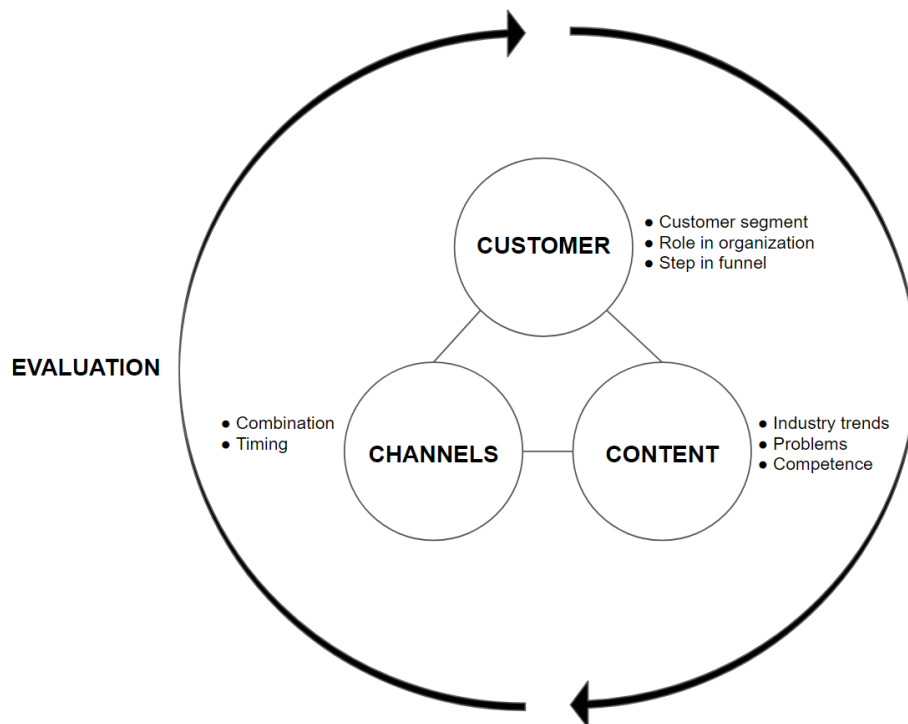 CUSTOMER
● Customer segment
● Role in organization
● Step in funnel
EVALUATION
● Combination
● Timing
CHANNELS
CONTENT
● Industry trends
● Problems
● Competence